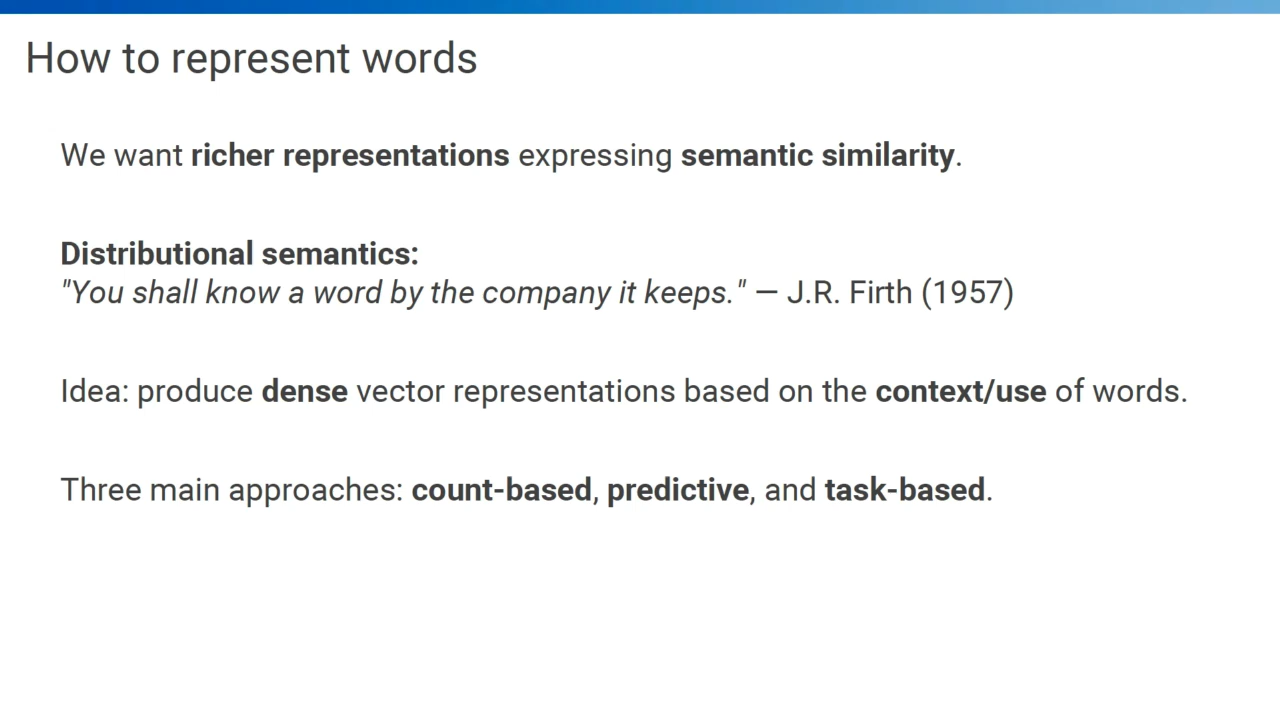 How to represent words
We want richer representations expressing semantic similarity.
Distributional semantics:
"You shall know a word by the company it keeps." — J.R. Firth (1957)
Idea: produce dense vector representations based on the context/use of words.
Three main approaches: count-based, predictive, and task-based.